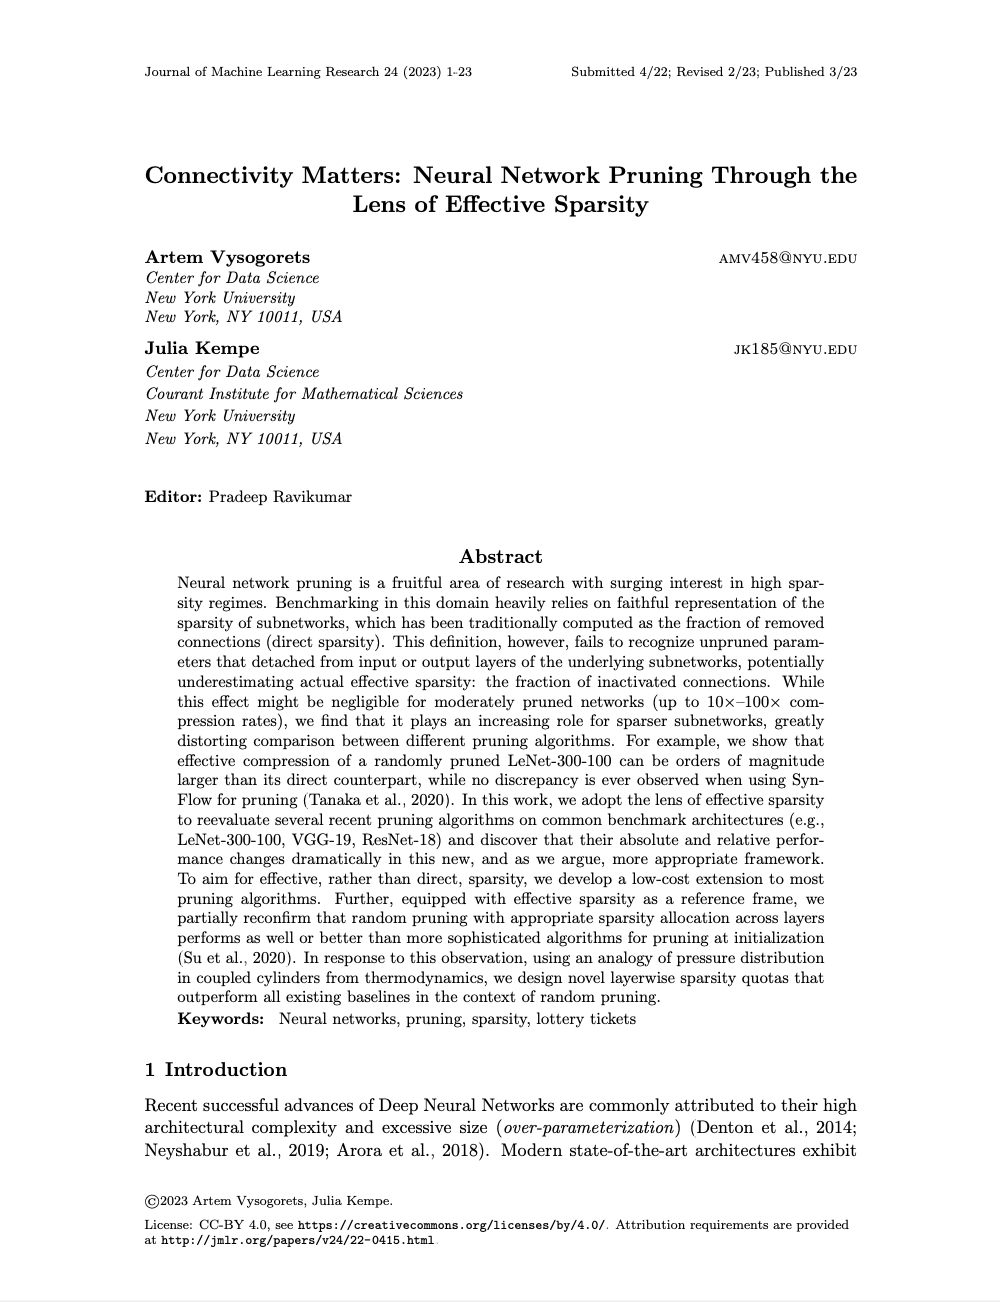 Journal of Machine Learning Research 24 (2023) 1-23
Submitted 4/22; Revised 2/23; Published 3/23
Connectivity Matters: Neural Network Pruning Through the
Lens of Effective Sparsity
Artem Vysogorets
AMV458@NYU.EDU
Center for Data Science
New York University
New York, NY 10011, USA
Julia Kempe
JK185@NYU.EDU
Center for Data Science
Courant Institute for Mathematical Sciences
New York University
New York, NY 10011, USA
Editor: Pradeep Ravikumar
Abstract
Neural network pruning is a fruitful area of research with surging interest in high spar-
sity regimes. Benchmarking in this domain heavily relies on faithful representation of the
sparsity of subnetworks, which has been traditionally computed as the fraction of removed
connections (direct sparsity). This definition, however, fails to recognize unpruned param-
eters that detached from input or output layers of the underlying subnetworks, potentially
underestimating actual effective sparsity: the fraction of inactivated connections. While
this effect might be negligible for moderately pruned networks (up to 10×–100× com-
pression rates), we find that it plays an increasing role for sparser subnetworks, greatly
distorting comparison between different pruning algorithms. For example, we show that
effective compression of a randomly pruned LeNet-300-100 can be orders of magnitude
larger than its direct counterpart, while no discrepancy is ever observed when using Syn-
Flow for pruning (Tanaka et al., 2020). In this work, we adopt the lens of effective sparsity
to reevaluate several recent pruning algorithms on common benchmark architectures (e.g.,
LeNet-300-100, VGG-19, ResNet-18) and discover that their absolute and relative perfor-
mance changes dramatically in this new, and as we argue, more appropriate framework.
To aim for effective, rather than direct, sparsity, we develop a low-cost extension to most
pruning algorithms. Further, equipped with effective sparsity as a reference frame, we
partially reconfirm that random pruning with appropriate sparsity allocation across layers
performs as well or better than more sophisticated algorithms for pruning at initialization
(Su et al., 2020). In response to this observation, using an analogy of pressure distribution
in coupled cylinders from thermodynamics, we design novel layerwise sparsity quotas that
outperform all existing baselines in the context of random pruning.
Keywords: Neural networks, pruning, sparsity, lottery tickets
1 Introduction
Recent successful advances of Deep Neural Networks are commonly attributed to their high
architectural complexity and excessive size (over-parameterization) (Denton et al., 2014;
Neyshabur et al., 2019; Arora et al., 2018). Modern state-of-the-art architectures exhibit
©2023 Artem Vysogorets, Julia Kempe.
License: CC-BY 4.0, see https://creativecommons.org/licenses/by/4.0/. Attribution requirements are provided
at http://jmlr.org/papers/v24/22-0415.html.